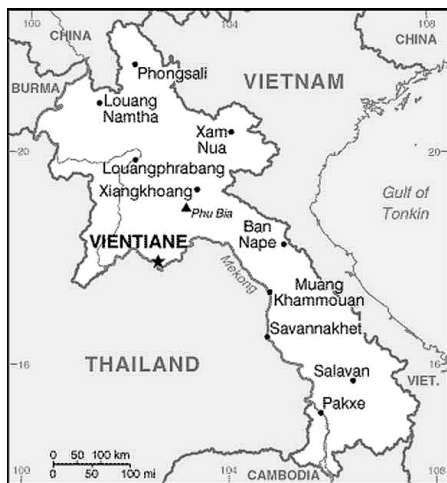 100
104
108
CHINA
CHINA
Phongsali
VIETNAM
BURMA
Louang
Namtha
Xam
Nua
20
20
Louangphrabang
Xiangkhoang
Phu Bia
Gulf of
Tonkin
VIENTIANE
Ban
Nape
Mekong
Muang
Khammouan
Savannakhet
THAILAND
16
16
Salavan
VIET.
Pakxe
0 50 100 km
0 50 100 mi
100
104
CAMBODIA
108